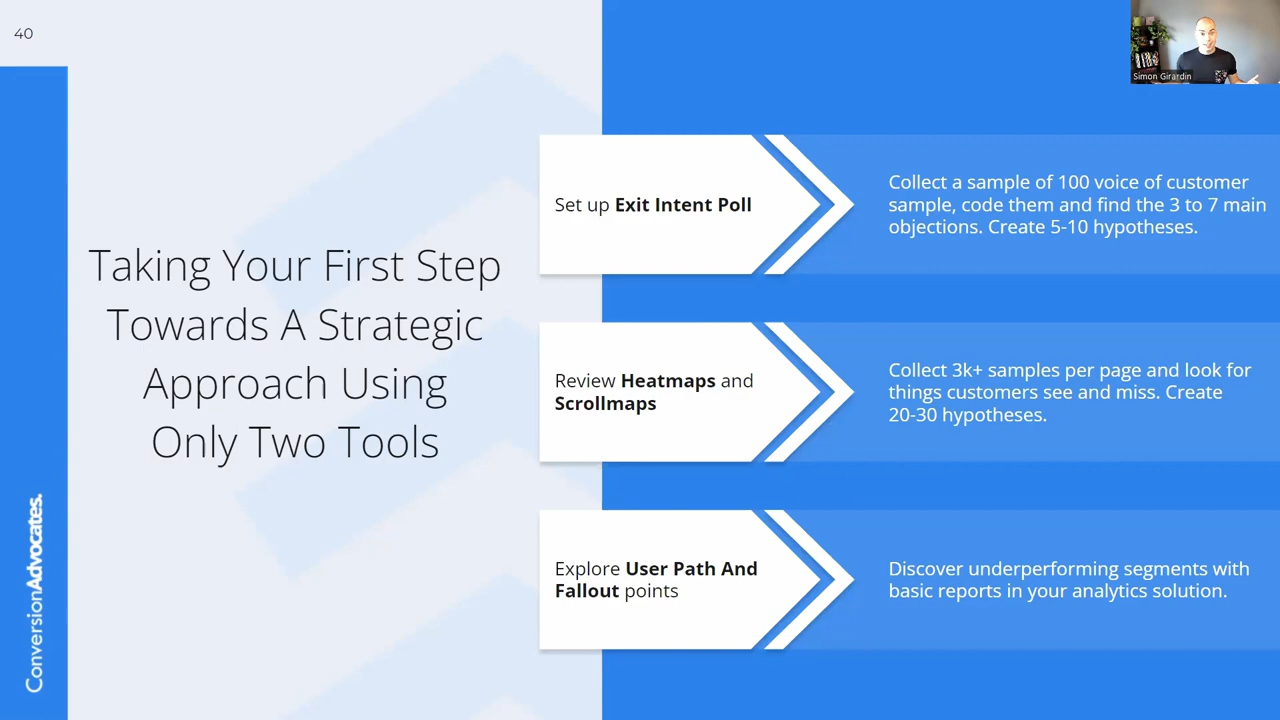 40
Simon Girardin
Taking Your First Step
Towards A Strategic
Approach Using
Only Two Tools
Set up Exit Intent Poll
Collect a sample of 100 voice of customer
sample, code them and find the 3 to 7 main
objections. Create 5-10 hypotheses.
Review Heatmaps and
Scrollmaps
Collect 3k+ samples per page and look for
things customers see and miss. Create
20-30 hypotheses.
Explore User Path And
Fallout points
Discover underperforming segments with
basic reports in your analytics solution.
ConversionAdvocates.